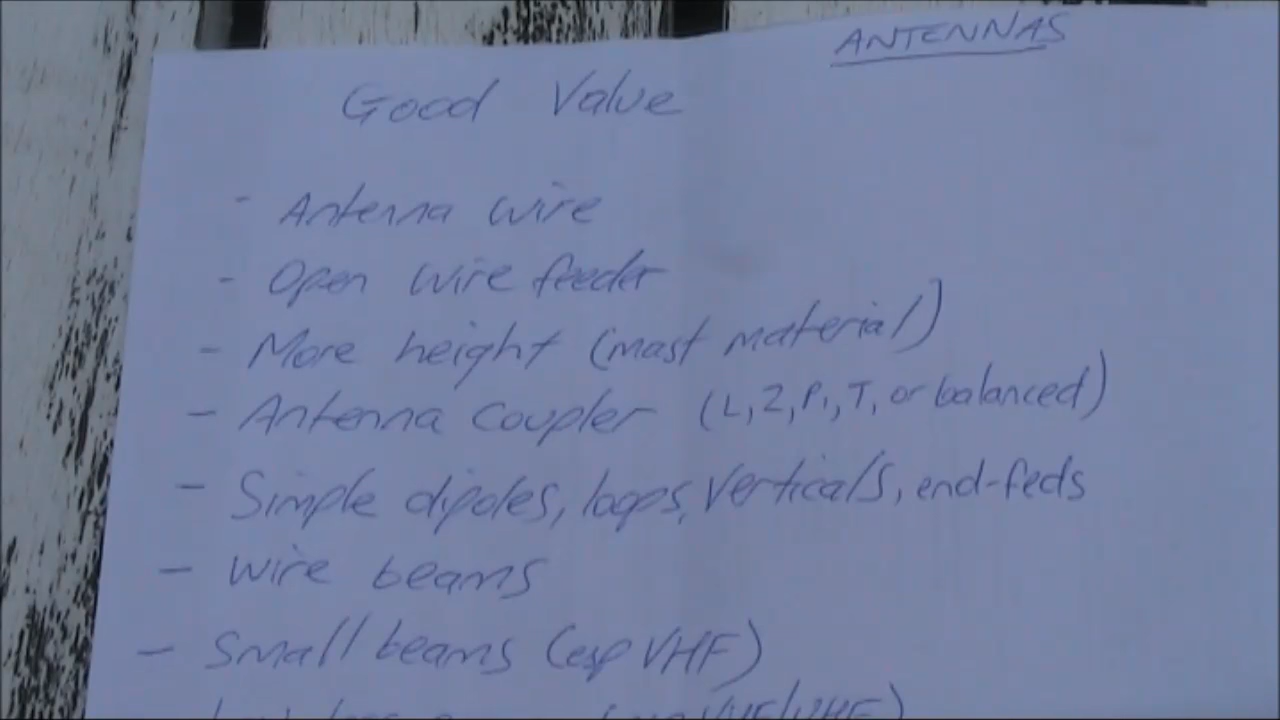 ANTENNAS
Good Value
- Antenna wire
- Open wire feeder
- More height (mast material)
- Antenna coupler (L, Z, Pi, T, or balanced)
- Simple dipoles, loops, verticals, end-feds
- Wire beams
- Small beams (esp VHF)